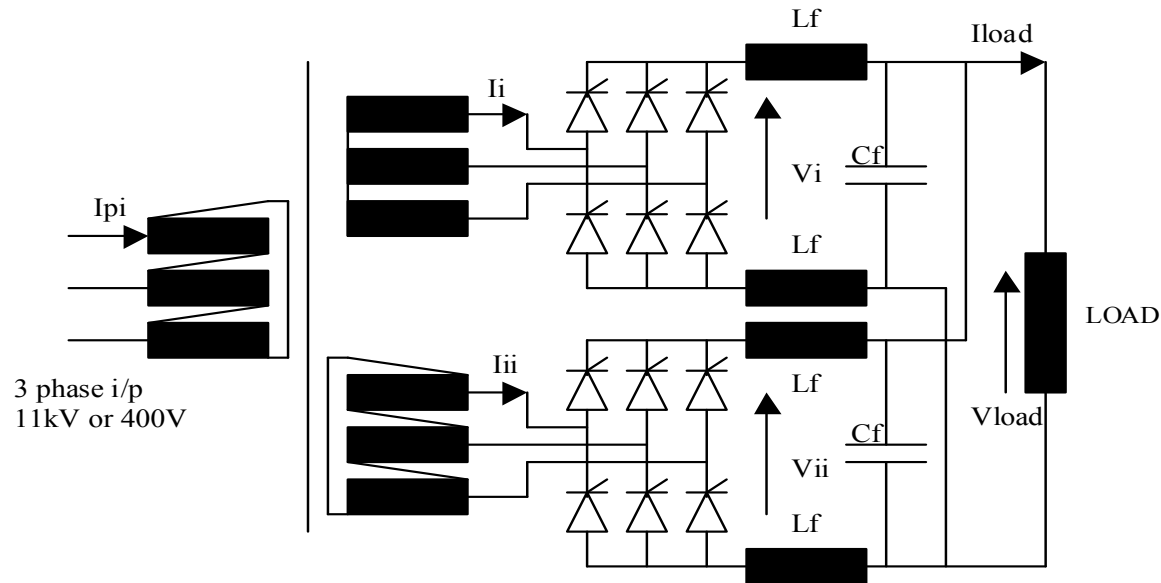 Lf
Iload
Ii
Cf
Vi
Ipi
Lf
LOAD
Iii
3 phase i/p
11kV or 400V
Lf
Vload
Cf
Vii
Lf